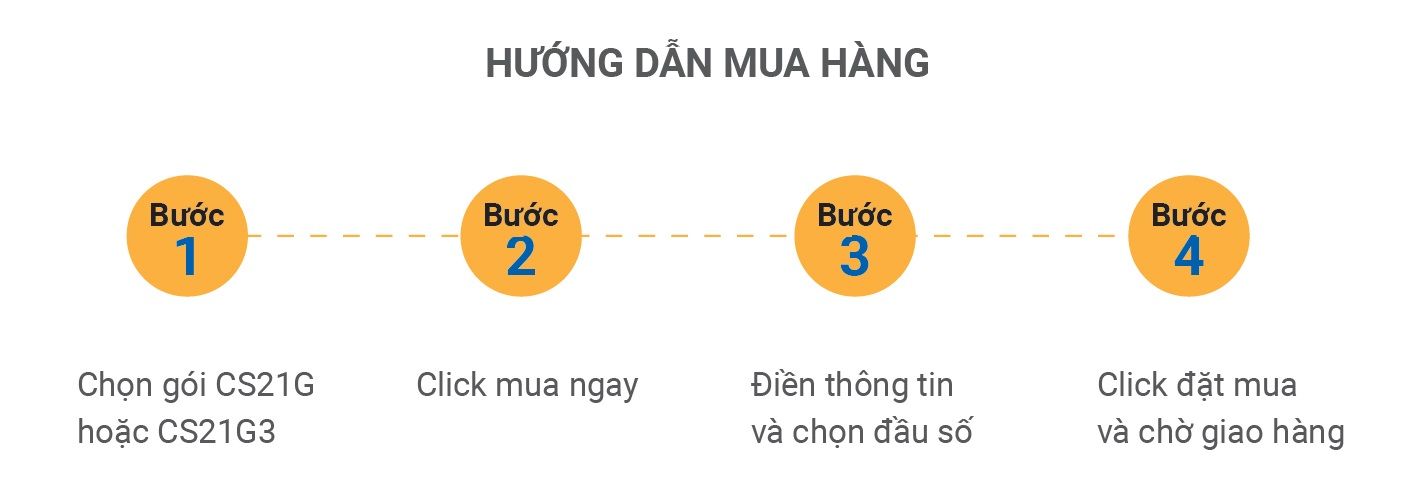 HƯỚNG DẪN MUA HÀNG
Bước
1
Bước
2
Bước
3
Bước
4
Chọn gói CS21G
hoặc CS21G3
Click mua ngay
Điền thông tin
và chọn đầu số
Click đặt mua
và chờ giao hàng